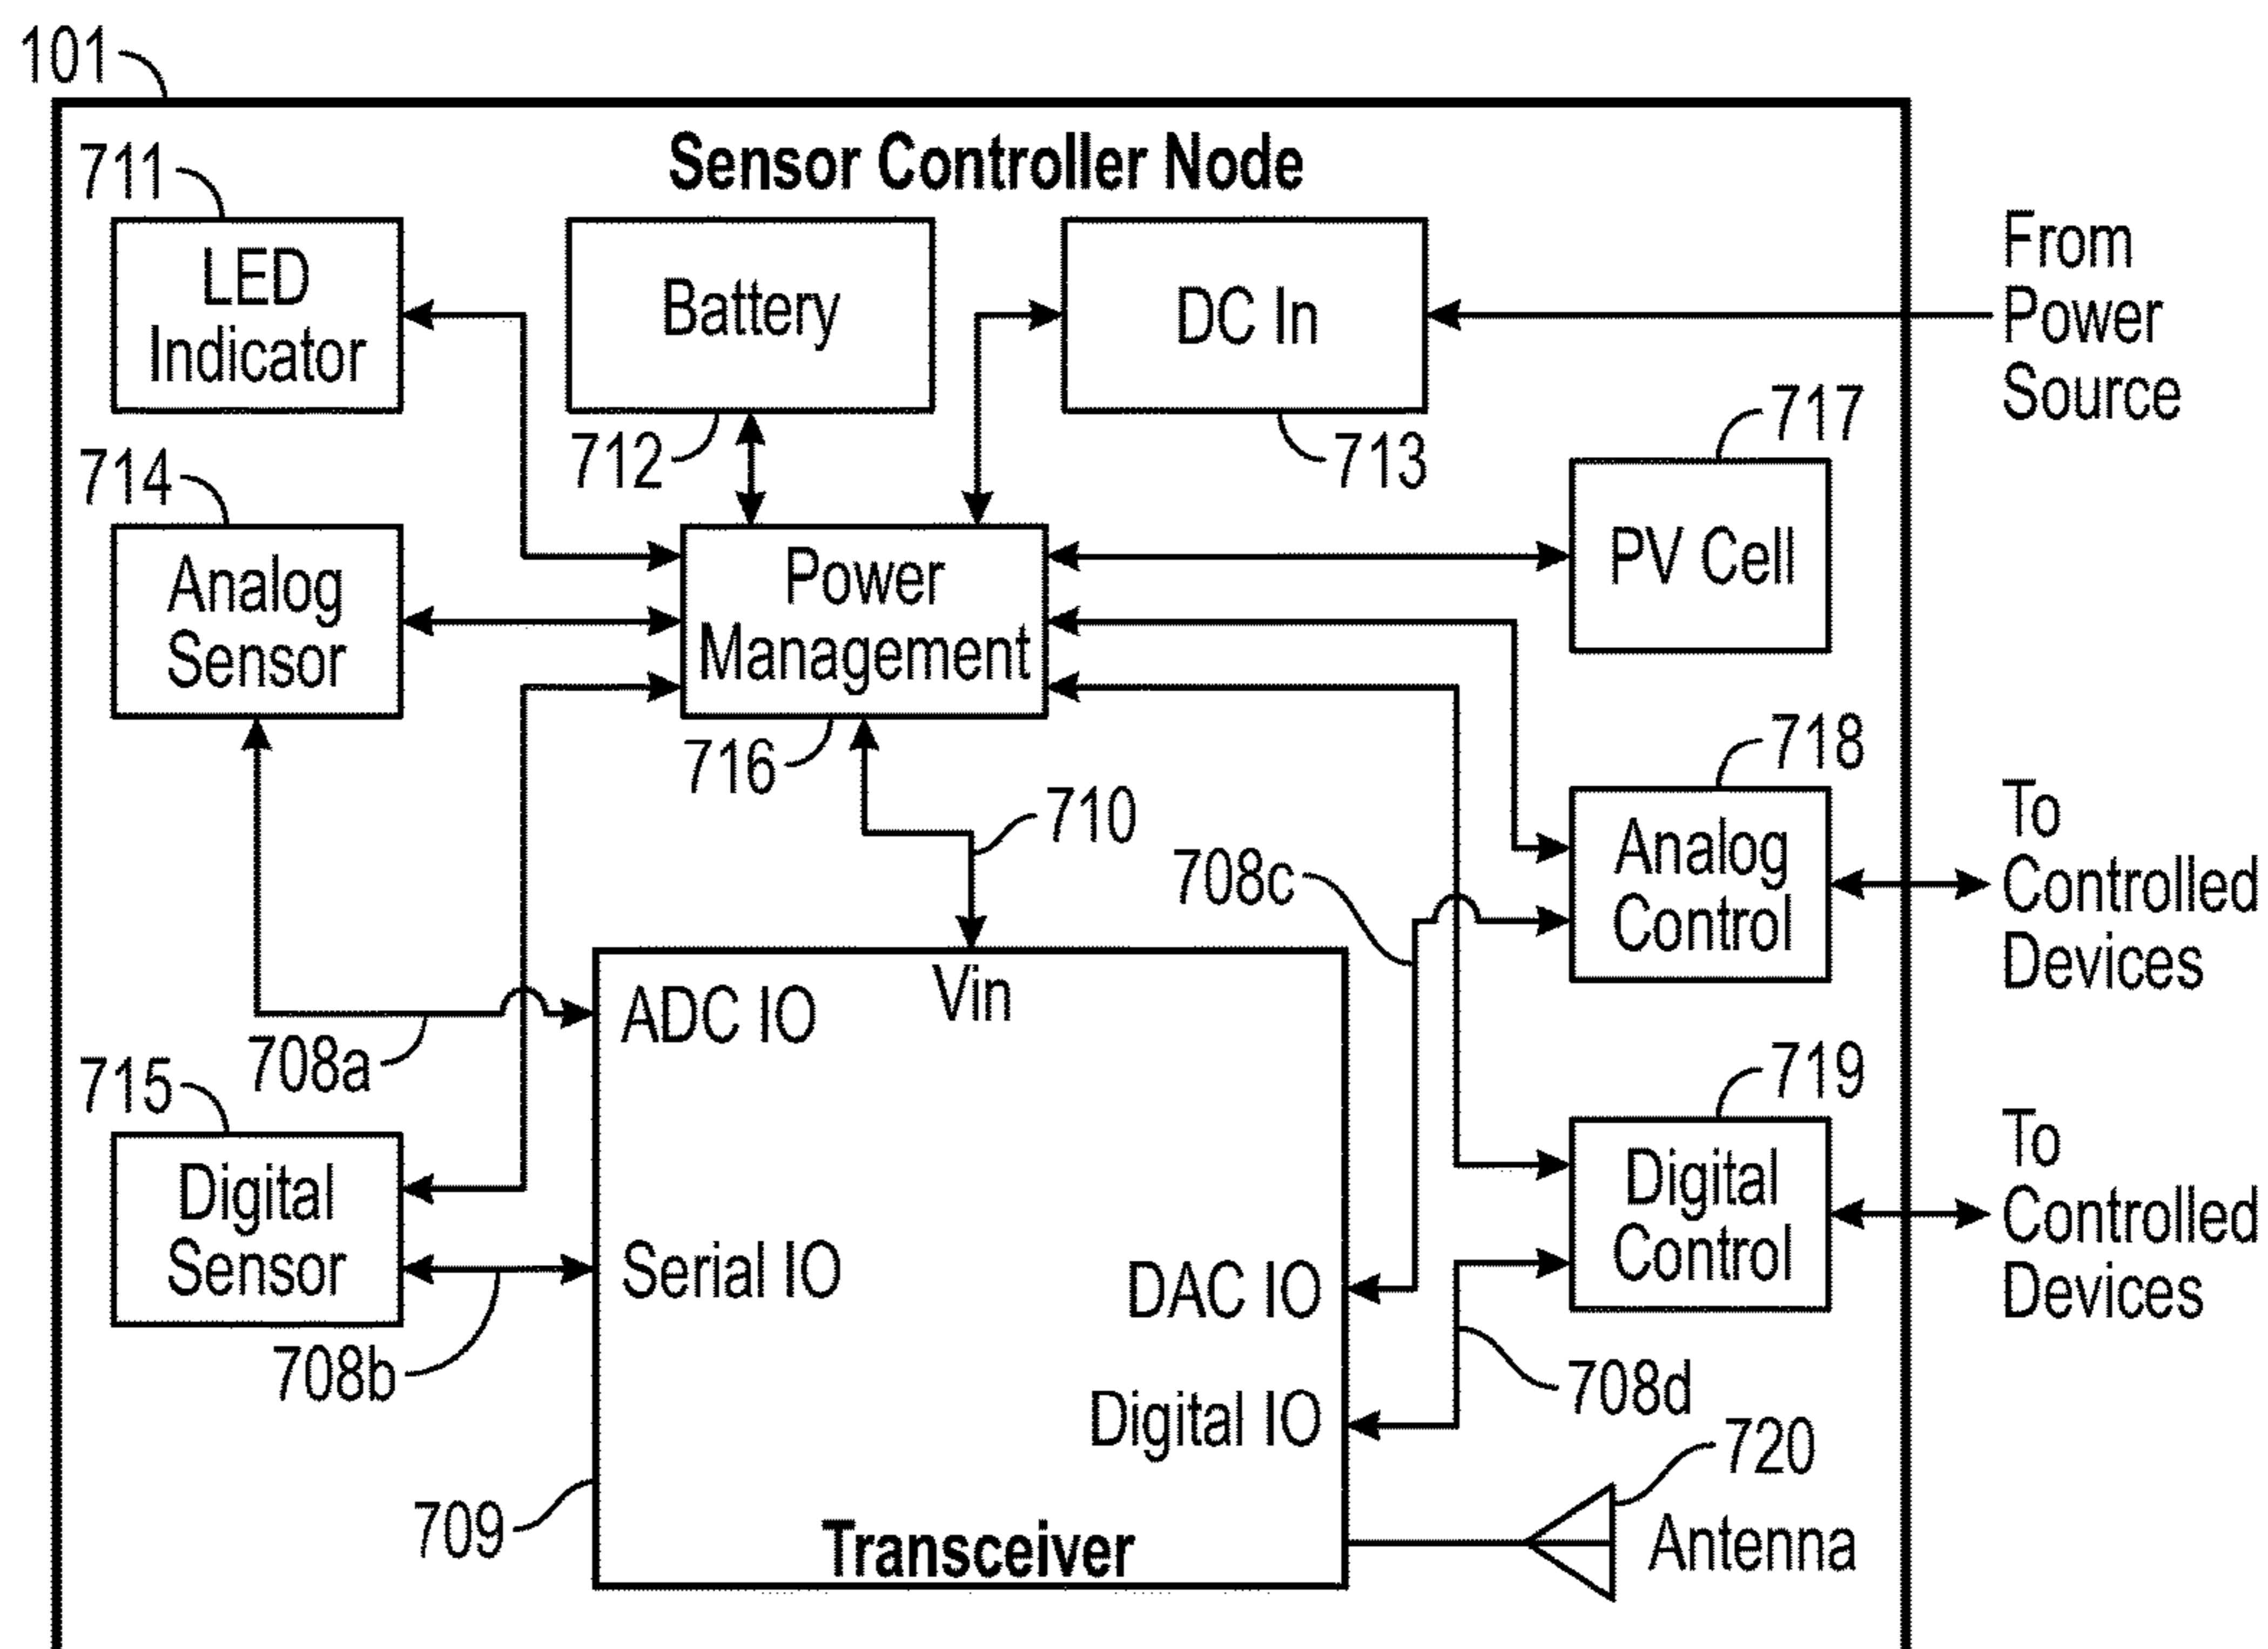 101
Sensor Controller Node
711
LED
Indicator
Battery
712
DC In
713
From
Power
Source
717
PV Cell
714
Analog
Sensor
Power
Management
716
710
718
Analog
Control
To
Controlled
Devices
708c
708a
ADC IO
Vin
715
Digital
Sensor
708b
Serial IO
DAC IO
Digital IO
719
Digital
Control
To
Controlled
Devices
708d
709
Transceiver
720
Antenna